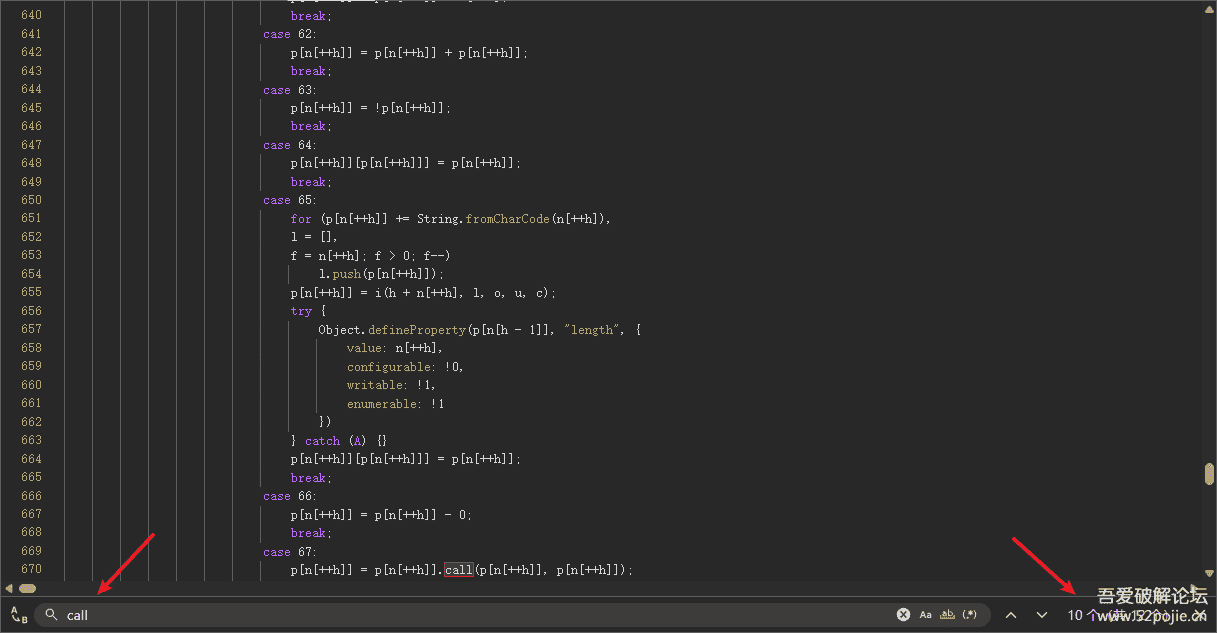 640 break;
641 case 62:
642 p[n[++h]] = p[n[++h]] + p[n[++h]];
643 break;
644 case 63:
645 p[n[++h]] = !p[n[++h]];
646 break;
647 case 64:
648 p[n[++h]][p[n[++h]]] = p[n[++h]];
649 break;
650 case 65:
651 for (p[n[++h]] += String.fromCharCode(n[++h]),
652 l = [],
653 f = n[++h]; f > 0; f--)
654 l.push(p[n[++h]]);
655 p[n[++h]] = i(h + n[++h], l, o, u, c);
656 try {
657 Object.defineProperty(p[n[h - 1]], "length", {
658 value: n[++h],
659 configurable: !0,
660 writable: !1,
661 enumerable: !1
662 })
663 } catch (A) {}
664 p[n[++h]][p[n[++h]]] = p[n[++h]];
665 break;
666 case 66:
667 p[n[++h]] = p[n[++h]] - 0;
668 break;
669 case 67:
670 p[n[++h]] = p[n[++h]].call(p[n[++h]], p[n[++h]]);
A B call Aa ab (.*) 10
吾爱破解论坛
www.52pojie.cn